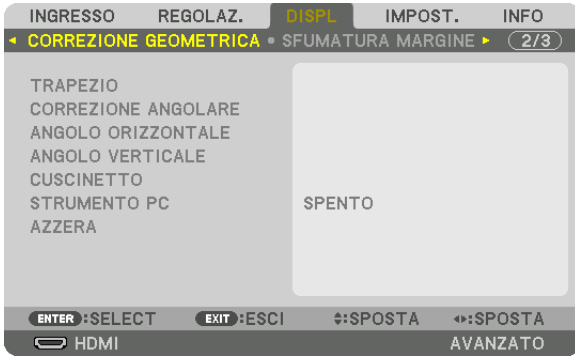 INGRESSO REGOLAZ. DISPL IMPOST. INFO
CORREZIONE GEOMETRICA • SFUMATURA MARGINE 2/3
TRAPEZIO
CORREZIONE ANGOLARE
ANGOLO ORIZZONTALE
ANGOLO VERTICALE
CUSCINETTO
STRUMENTO PC SPENTO
AZZERA
ENTER :SELECT EXIT :ESCI :SPOSTA :SPOSTA
HDMI AVANZATO